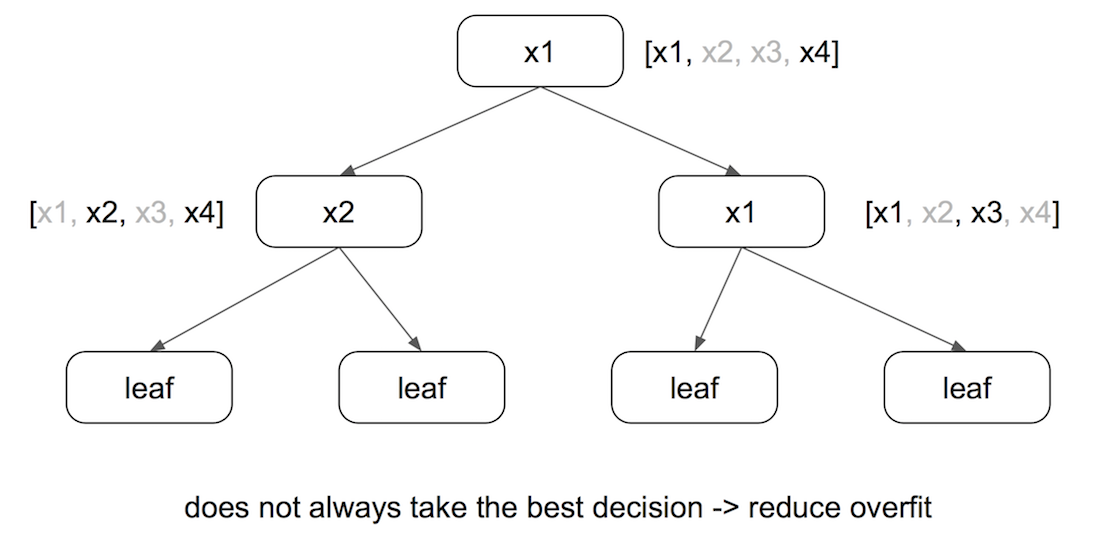 x1 [x1, x2, x3, x4]
[x1, x2, x3, x4] x2 x1 [x1, x2, x3, x4]
leaf leaf leaf leaf
does not always take the best decision -> reduce overfit